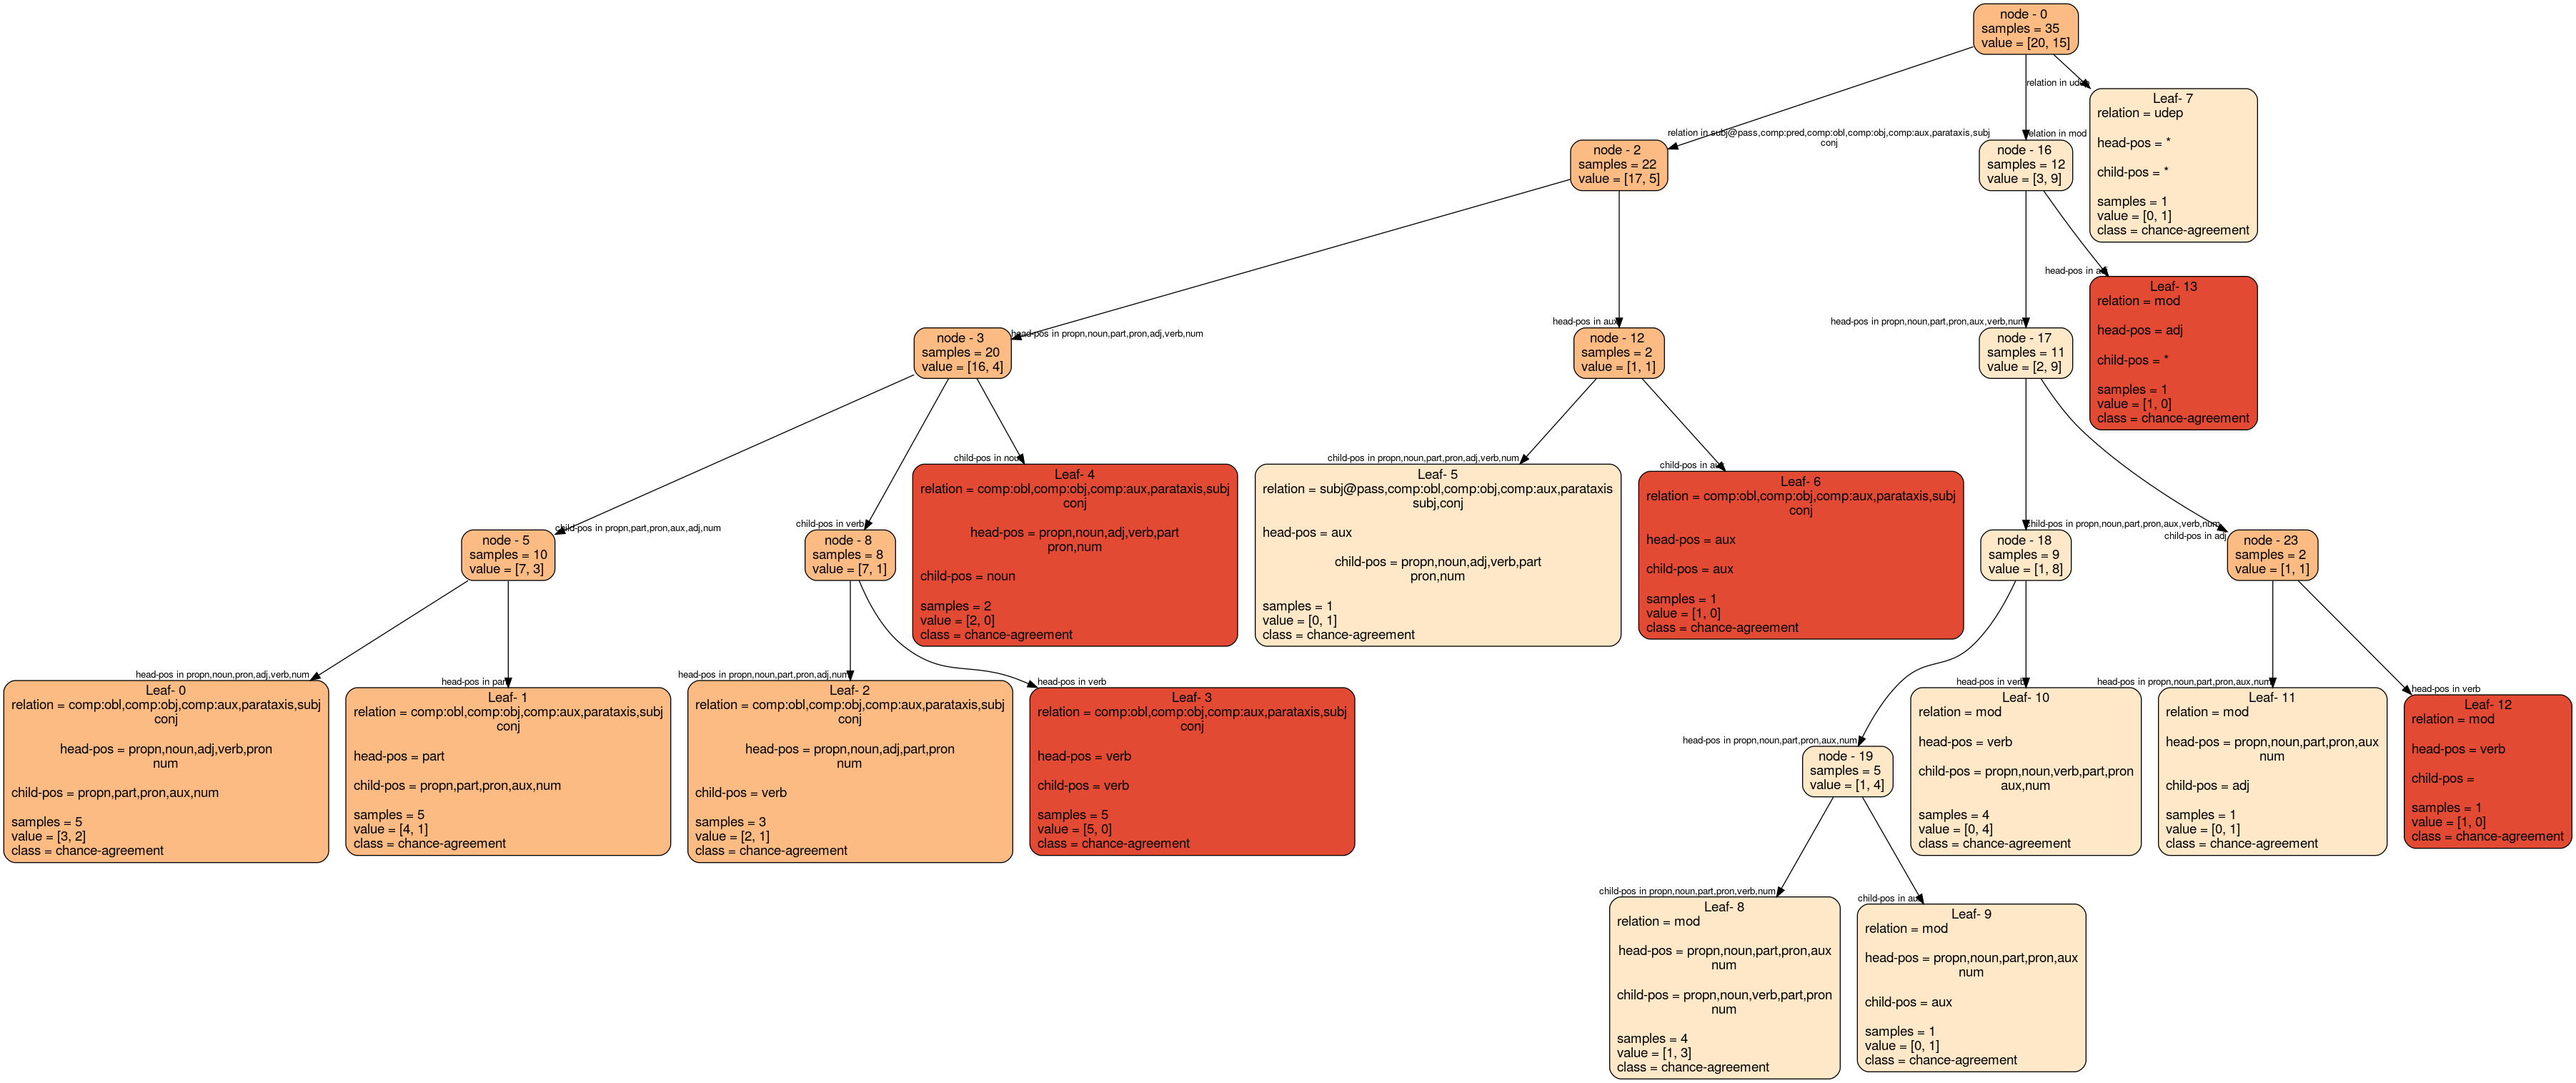 node - 0
samples = 35
value = [20, 15]
relation in udep
Leaf- 7
relation = udep
head-pos = *
child-pos = *
samples = 1
value = [0, 1]
class = chance-agreement
relation in subj@pass,comp:pred,comp:obl,comp:obj,comp:aux,parataxis,subj
conj
relation in mod
node - 2
samples = 22
value = [17, 5]
node - 16
samples = 12
value = [3, 9]
head-pos in adj
Leaf- 13
relation = mod
head-pos = adj
child-pos = *
samples = 1
value = [1, 0]
class = chance-agreement
head-pos in propn,noun,part,pron,adj,verb,num
head-pos in aux
head-pos in propn,noun,part,pron,aux,verb,num
node - 3
samples = 20
value = [16, 4]
node - 12
samples = 2
value = [1, 1]
node - 17
samples = 11
value = [2, 9]
child-pos in noun
Leaf- 4
relation = comp:obl,comp:obj,comp:aux,parataxis,subj
conj
head-pos = propn,noun,adj,verb,part
pron,num
child-pos = noun
samples = 2
value = [2, 0]
class = chance-agreement
child-pos in propn,noun,part,pron,adj,verb,num
Leaf- 5
relation = subj@pass,comp:obl,comp:obj,comp:aux,parataxis
subj,conj
head-pos = aux
child-pos = propn,noun,adj,verb,part
pron,num
samples = 1
value = [0, 1]
class = chance-agreement
child-pos in aux
Leaf- 6
relation = comp:obl,comp:obj,comp:aux,parataxis,subj
conj
head-pos = aux
child-pos = aux
samples = 1
value = [1, 0]
class = chance-agreement
child-pos in propn,part,pron,aux,adj,num
node - 5
samples = 10
value = [7, 3]
child-pos in verb
node - 8
samples = 8
value = [7, 1]
child-pos in propn,noun,part,pron,aux,verb,num
node - 18
samples = 9
value = [1, 8]
child-pos in adj
node - 23
samples = 2
value = [1, 1]
head-pos in propn,noun,pron,adj,verb,num
Leaf- 0
relation = comp:obl,comp:obj,comp:aux,parataxis,subj
conj
head-pos = propn,noun,adj,verb,pron
num
child-pos = propn,part,pron,aux,num
samples = 5
value = [3, 2]
class = chance-agreement
head-pos in part
Leaf- 1
relation = comp:obl,comp:obj,comp:aux,parataxis,subj
conj
head-pos = part
child-pos = propn,part,pron,aux,num
samples = 5
value = [4, 1]
class = chance-agreement
head-pos in propn,noun,part,pron,adj,num
Leaf- 2
relation = comp:obl,comp:obj,comp:aux,parataxis,subj
conj
head-pos = propn,noun,adj,part,pron
num
child-pos = verb
samples = 3
value = [2, 1]
class = chance-agreement
head-pos in verb
Leaf- 3
relation = comp:obl,comp:obj,comp:aux,parataxis,subj
conj
head-pos = verb
child-pos = verb
samples = 5
value = [5, 0]
class = chance-agreement
head-pos in propn,noun,part,pron,aux,num
node - 19
samples = 5
value = [1, 4]
head-pos in verb
Leaf- 10
relation = mod
head-pos = verb
child-pos = propn,noun,verb,part,pron
aux,num
samples = 4
value = [0, 4]
class = chance-agreement
head-pos in propn,noun,part,pron,aux,num
Leaf- 11
relation = mod
head-pos = propn,noun,part,pron,aux
num
child-pos = adj
samples = 1
value = [0, 1]
class = chance-agreement
head-pos in verb
Leaf- 12
relation = mod
head-pos = verb
child-pos =
samples = 1
value = [1, 0]
class = chance-agreement
child-pos in propn,noun,part,pron,verb,num
Leaf- 8
relation = mod
head-pos = propn,noun,part,pron,aux
num
child-pos = propn,noun,verb,part,pron
num
samples = 4
value = [1, 3]
class = chance-agreement
child-pos in aux
Leaf- 9
relation = mod
head-pos = propn,noun,part,pron,aux
num
child-pos = aux
samples = 1
value = [0, 1]
class = chance-agreement